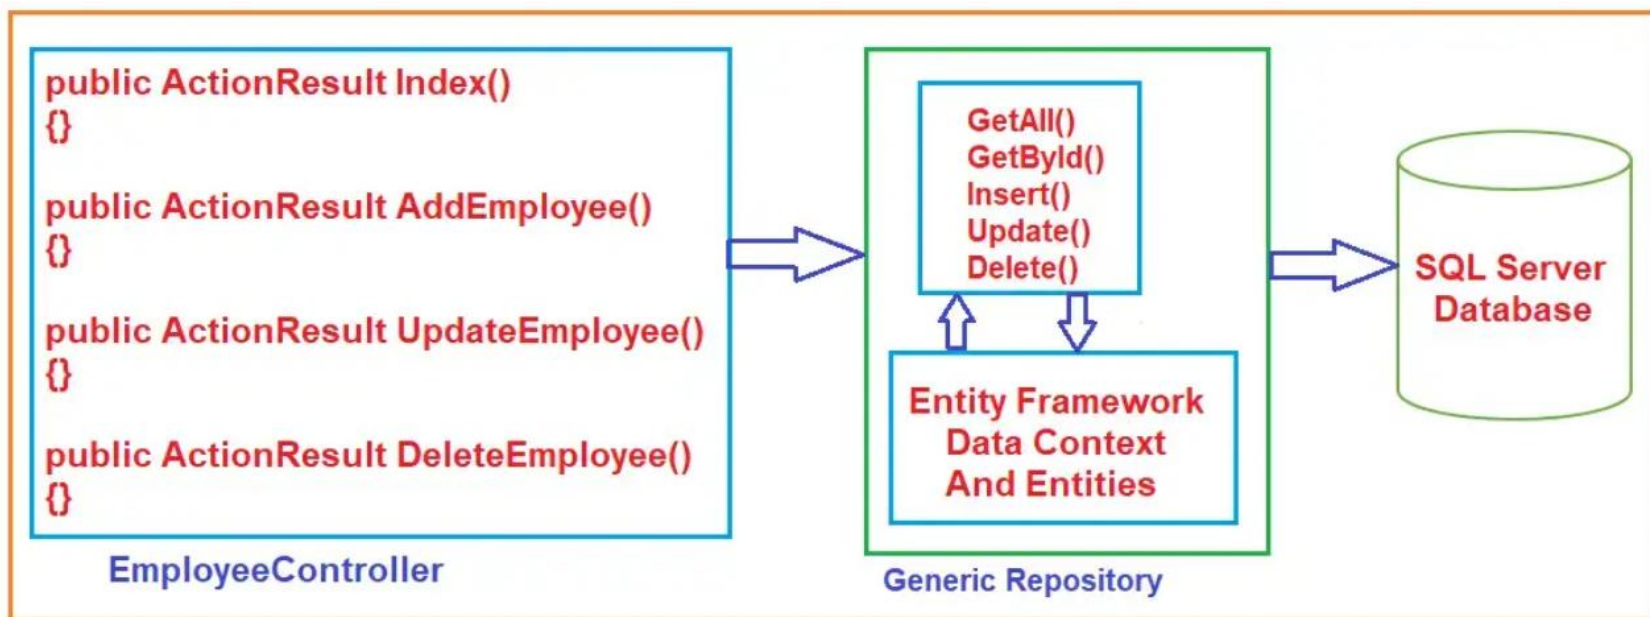 public ActionResult Index()
{}
public ActionResult AddEmployee()
{}
public ActionResult UpdateEmployee()
{}
public ActionResult DeleteEmployee()
{}
EmployeeController
GetAll()
GetById()
Insert()
Update()
Delete()
Entity Framework
Data Context
And Entities
Generic Repository
SQL Server
Database